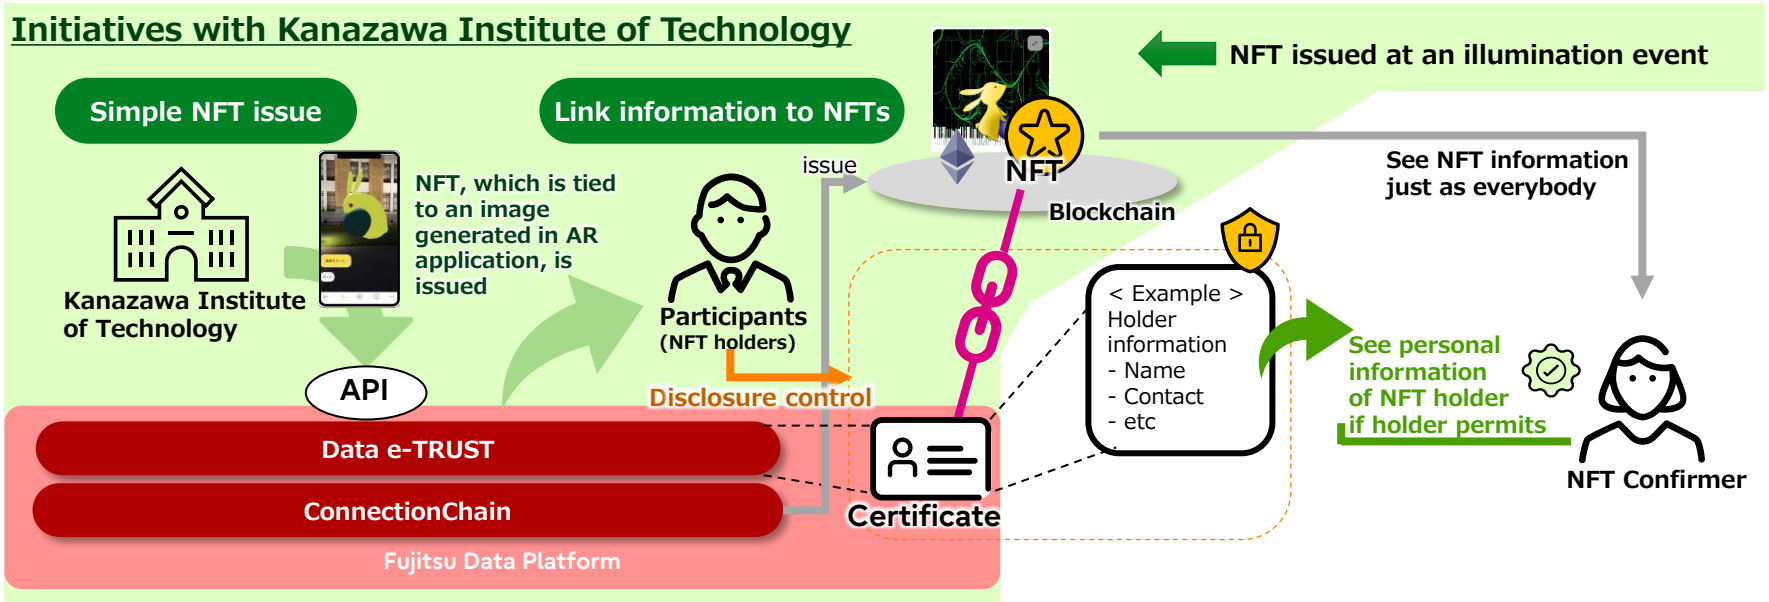 Initiatives with Kanazawa Institute of Technology
NFT issued at an illumination event
Simple NFT issue
Link information to NFTs
NFT, which is tied
to an image
generated in AR
application, is
issued
Kanazawa Institute
of Technology
Participants
(NFT holders)
issue
NFT
Blockchain
See NFT information
just as everybody
API
Disclosure control
< Example >
Holder
information
- Name
- Contact
- etc
See personal
information
of NFT holder
if holder permits
NFT Confirmer
Data e-TRUST
ConnectionChain
Certificate
Fujitsu Data Platform